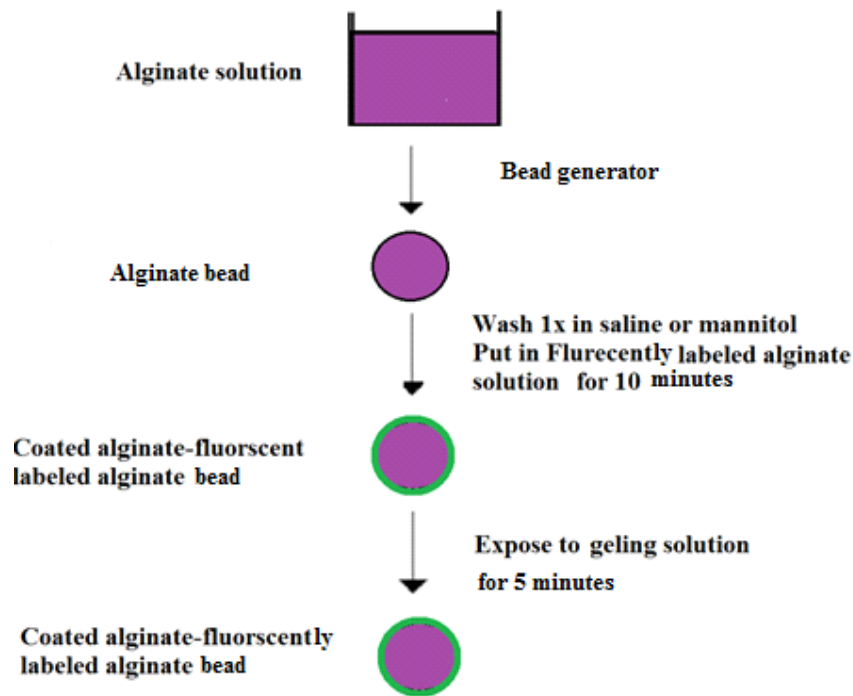 Alginate solution
Bead generator
Alginate bead
Wash 1x in saline or mannitol
Put in Flurecently labeled alginate
solution for 10 minutes
Coated alginate-fluorscent
labeled alginate bead
Expose to geling solution
for 5 minutes
Coated alginate-fluorscently
labeled alginate bead